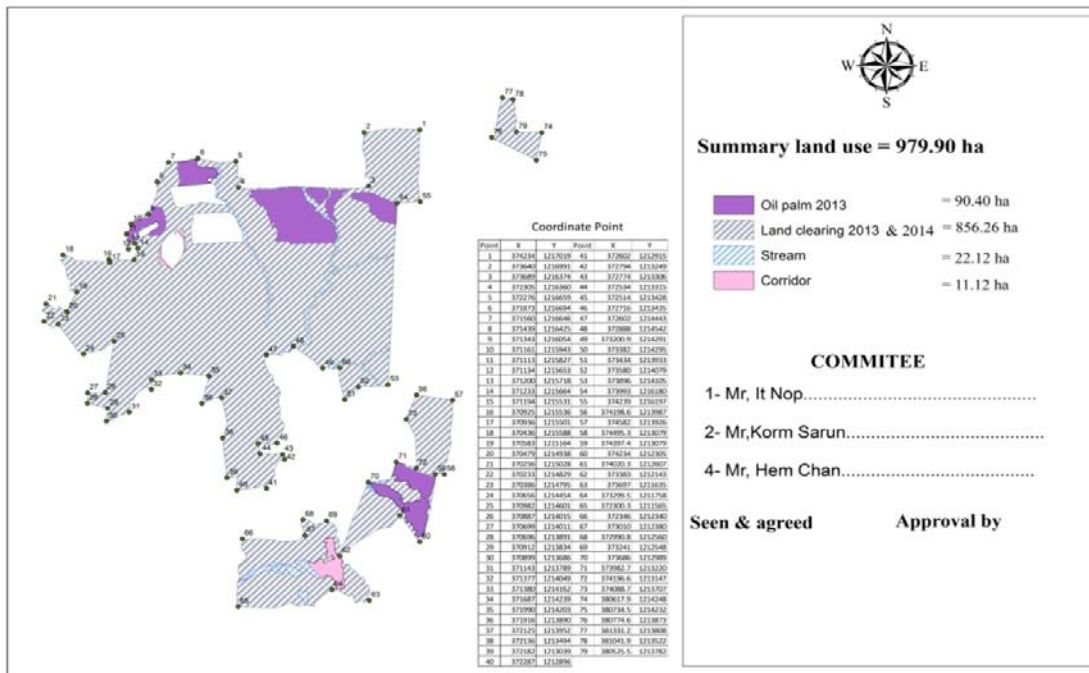 N
W E
S
Summary land use = 979.90 ha
Oil palm 2013 = 90.40 ha
Land clearing 2013 & 2014 = 856.26 ha
Stream = 22.12 ha
Corridor = 11.12 ha
COMMITEE
1- Mr, It Nop
2- Mr,Korm Sarun
4- Mr, Hem Chan
Seen & agreed Approval by
Coordinate Point
Point X Y Point X Y
1 374234 1217019 41 372602 1212915
2 373640 1216991 42 372794 1213249
3 373689 1216374 43 372774 1213306
4 372305 1216360 44 372534 1213315
5 372276 1216659 45 372514 1213428
6 371873 1216694 46 372716 1213435
7 371560 1216646 47 372602 1214443
8 371439 1216425 48 372888 1214542
9 371343 1216054 49 373200.9 1214291
10 371161 1215943 50 373382 1214295
11 371113 1215827 51 373434 1213933
12 371134 1215653 52 373580 1214079
13 371200 1215718 53 373896 1214105
14 371233 1215664 54 373993 1216180
15 371194 1215531 55 374239 1216197
16 370925 1215536 56 374198.6 1213987
17 370936 1215501 57 374582 1213926
18 370436 1215588 58 374495.3 1213079
19 370583 1215164 59 374397.4 1213079
20 370479 1214938 60 374234 1212305
21 370256 1215028 61 374020.3 1212607
22 370233 1214829 62 373383 1212143
23 370386 1214795 63 373697 1211635
24 370656 1214454 64 373299.5 1211758
25 370982 1214601 65 372300.3 1211565
26 370887 1214015 66 372346 1212340
27 370699 1214011 67 373010 1212380
28 370696 1213891 68 372990.8 1212560
29 370912 1213834 69 373241 1212548
30 370899 1213686 70 373686 1212989
31 371143 1213789 71 373982.7 1213220
32 371377 1214049 72 374196.6 1213147
33 371380 1214162 73 374088.7 1213707
34 371687 1214239 74 380617.9 1214248
35 371990 1214203 75 380734.5 1214232
36 371916 1213890 76 380774.6 1213873
37 372125 1213952 77 381331.2 1213808
38 372136 1213494 78 381041.9 1213522
39 372182 1213039 79 380525.5 1213782
40 372287 1212896